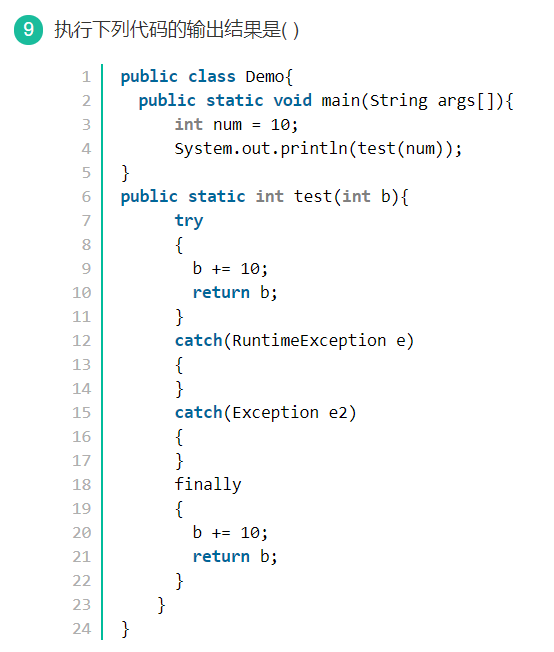 9 执行下列代码的输出结果是( )
1 public class Demo{
2 public static void main(String args[]){
3 int num = 10;
4 System.out.println(test(num));
5 }
6 public static int test(int b){
7 try
8 {
9 b += 10;
10 return b;
11 }
12 catch(RuntimeException e)
13 {
14 }
15 catch(Exception e2)
16 {
17 }
18 finally
19 {
20 b += 10;
21 return b;
22 }
23 }
24 }